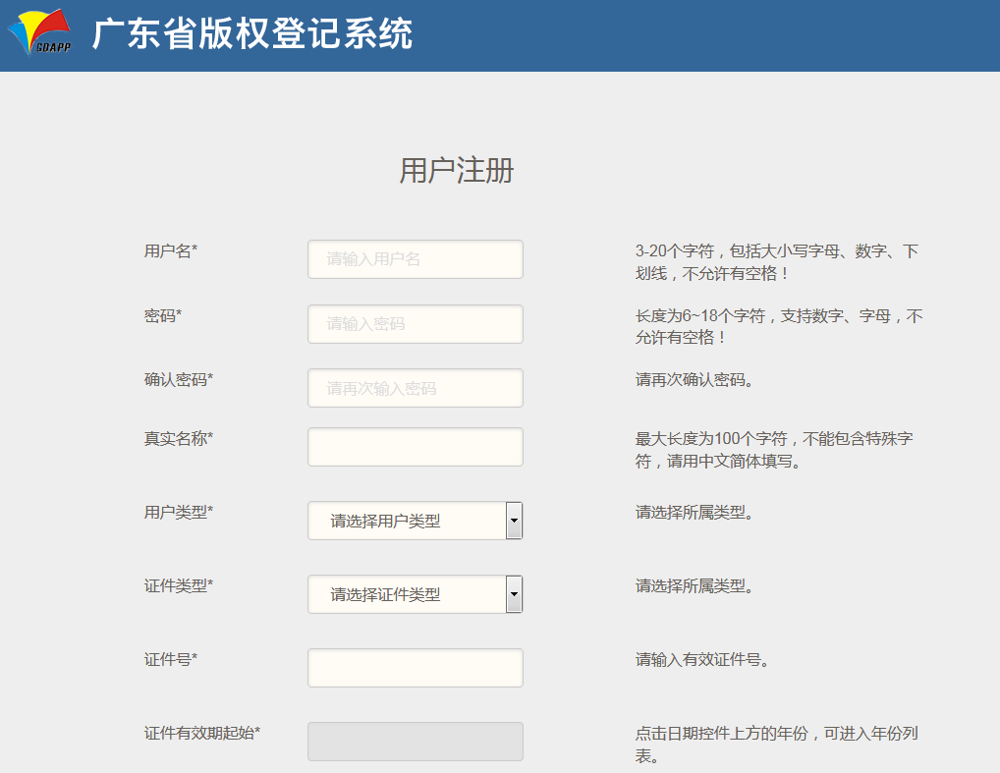 GDAPP
广东省版权登记系统
用户注册
用户名*
请输入用户名
3-20个字符，包括大小写字母、数字、下
划线，不允许有空格！
密码*
请输入密码
长度为6~18个字符，支持数字、字母，不
允许有空格！
确认密码*
请再次输入密码
请再次确认密码。
真实名称*
最大长度为100个字符，不能包含特殊字
符，请用中文简体填写。
用户类型*
请选择用户类型
请选择所属类型。
证件类型*
请选择证件类型
请选择所属类型。
证件号*
请输入有效证件号。
证件有效期起始*
点击日期控件上方的年份，可进入年份列
表。